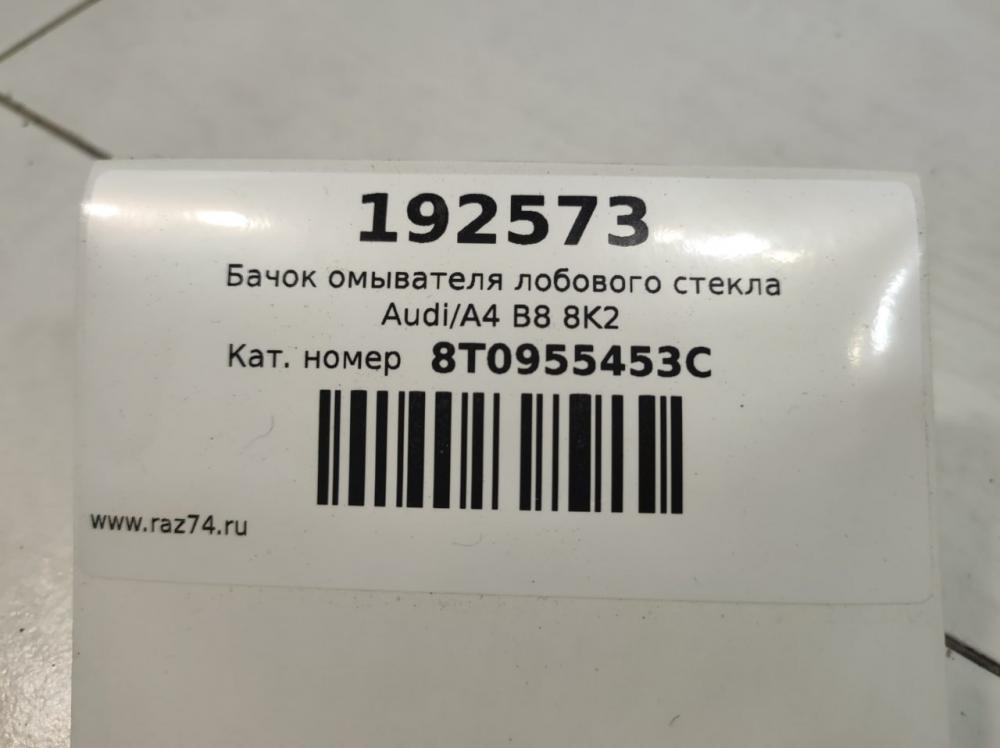 192573
Бачок омывателя лобового стекла
Audi/A4 B8 8K2
Кат. номер 8T0955453C
www.raz74.ru